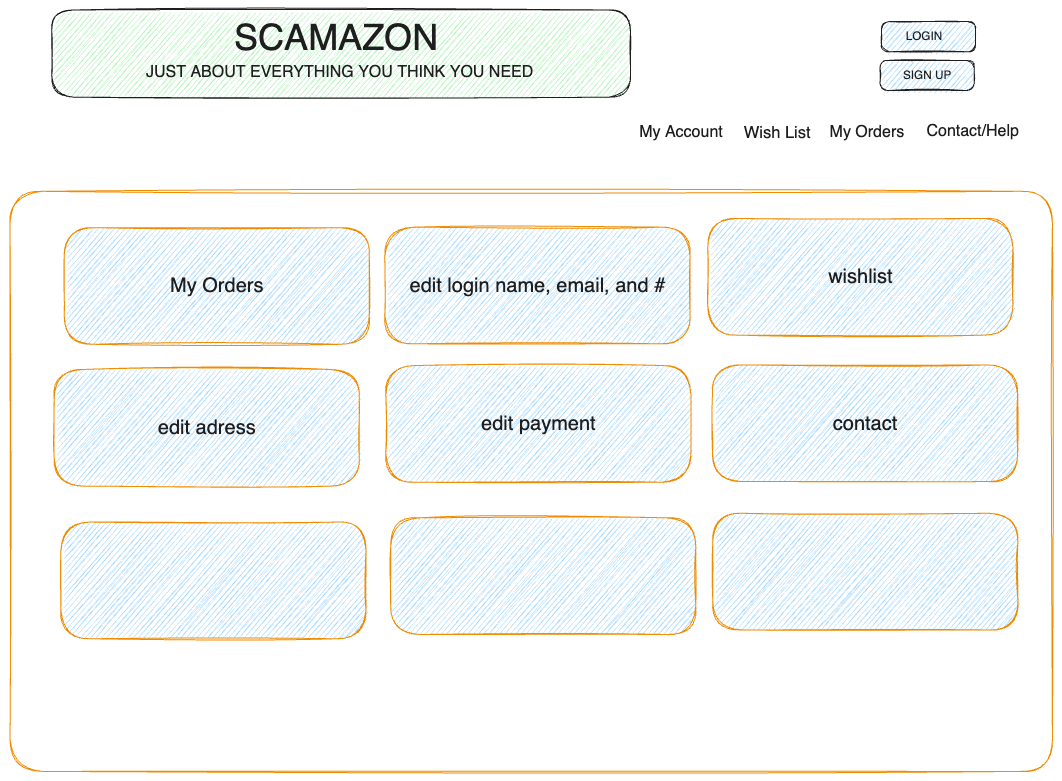 SCAMAZON
JUST ABOUT EVERYTHING YOU THINK YOU NEED
LOGIN
SIGN UP
My Account
Wish List
My Orders
Contact/Help
My Orders
edit login name, email, and #
wishlist
edit adress
edit payment
contact